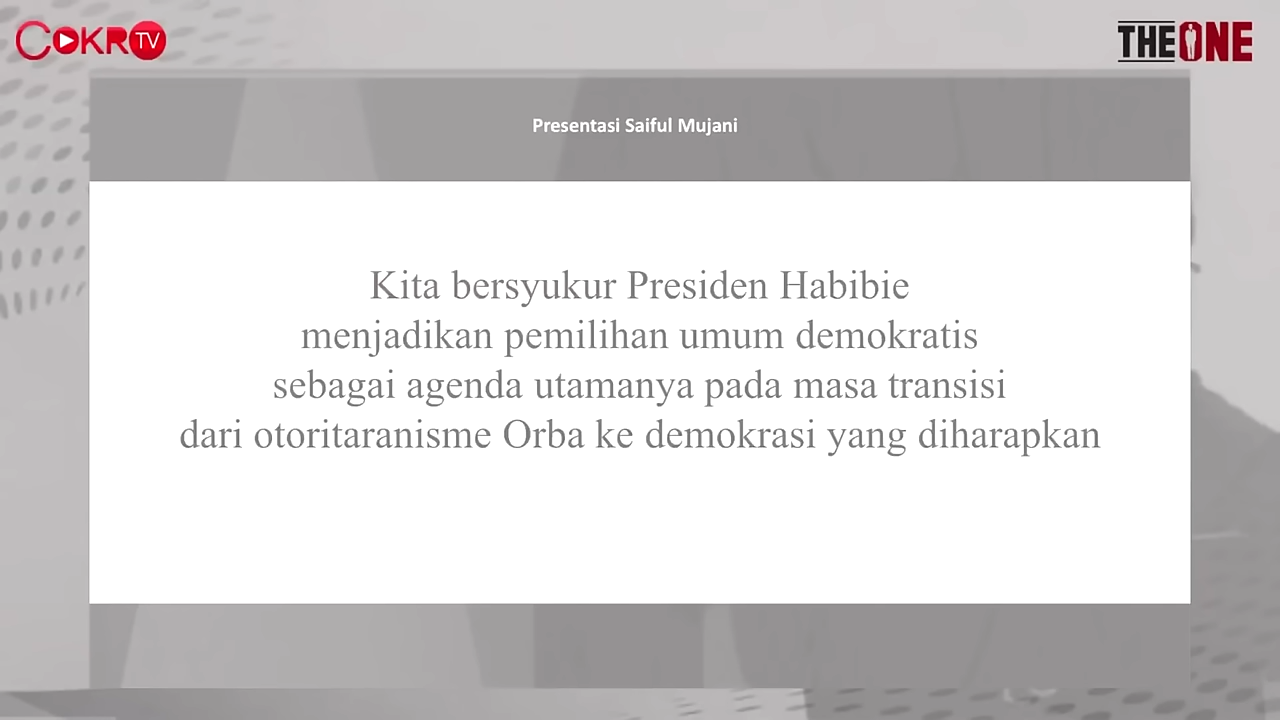 COKRO TV
THE ONE
Presentasi Saiful Mujani
Kita bersyukur Presiden Habibie
menjadikan pemilihan umum demokratis
sebagai agenda utamanya pada masa transisi
dari otoritaranisme Orba ke demokrasi yang diharapkan